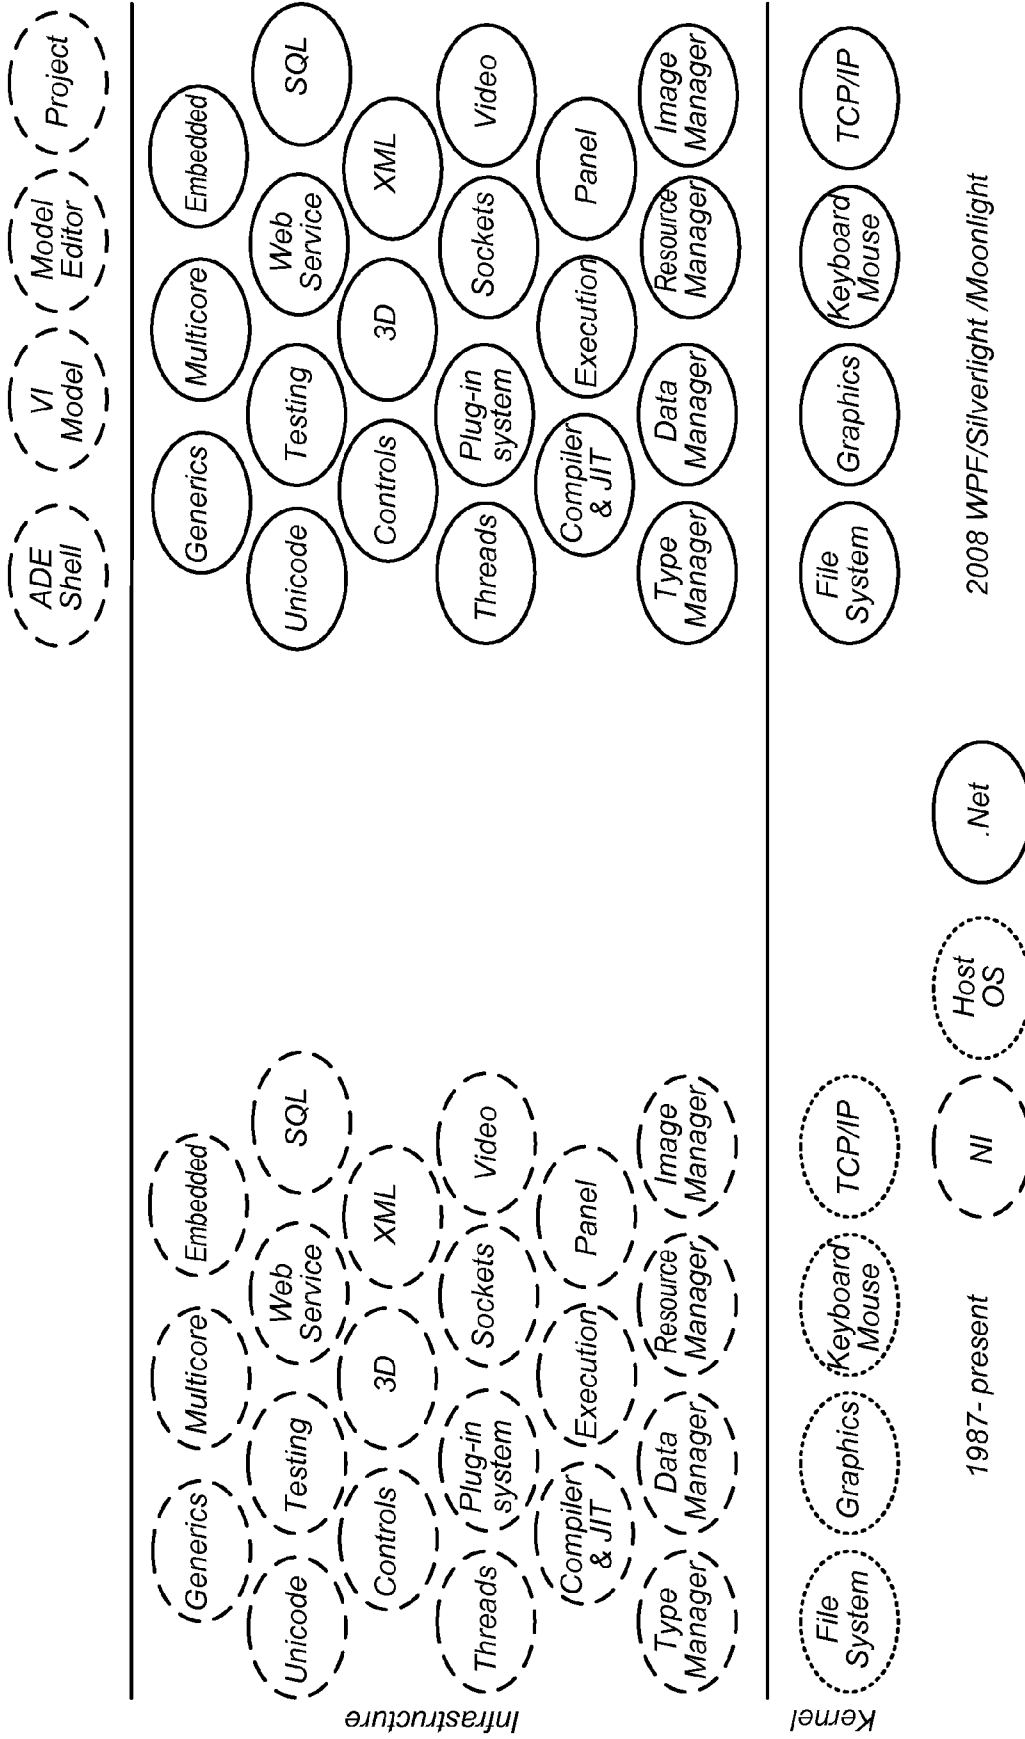 ADE
Shell
VI
Model
Model
Editor
Project
Infrastructure
Generics
Multicore
Embedded
Unicode
Testing
Web
Service
SQL
Controls
3D
XML
Threads
Plug-in
system
Sockets
Video
Compiler
& JIT
Execution
Panel
Type
Manager
Data
Manager
Resource
Manager
Image
Manager
Generics
Multicore
Embedded
Unicode
Testing
Web
Service
SQL
Controls
3D
XML
Threads
Plug-in
system
Sockets
Video
Compiler
& JIT
Execution
Panel
Type
Manager
Data
Manager
Resource
Manager
Image
Manager
Kernel
File
System
Graphics
Keyboard
Mouse
TCP/IP
File
System
Graphics
Keyboard
Mouse
TCP/IP
1987- present
NI
Host
OS
.Net
2008 WPF/Silverlight /Moonlight